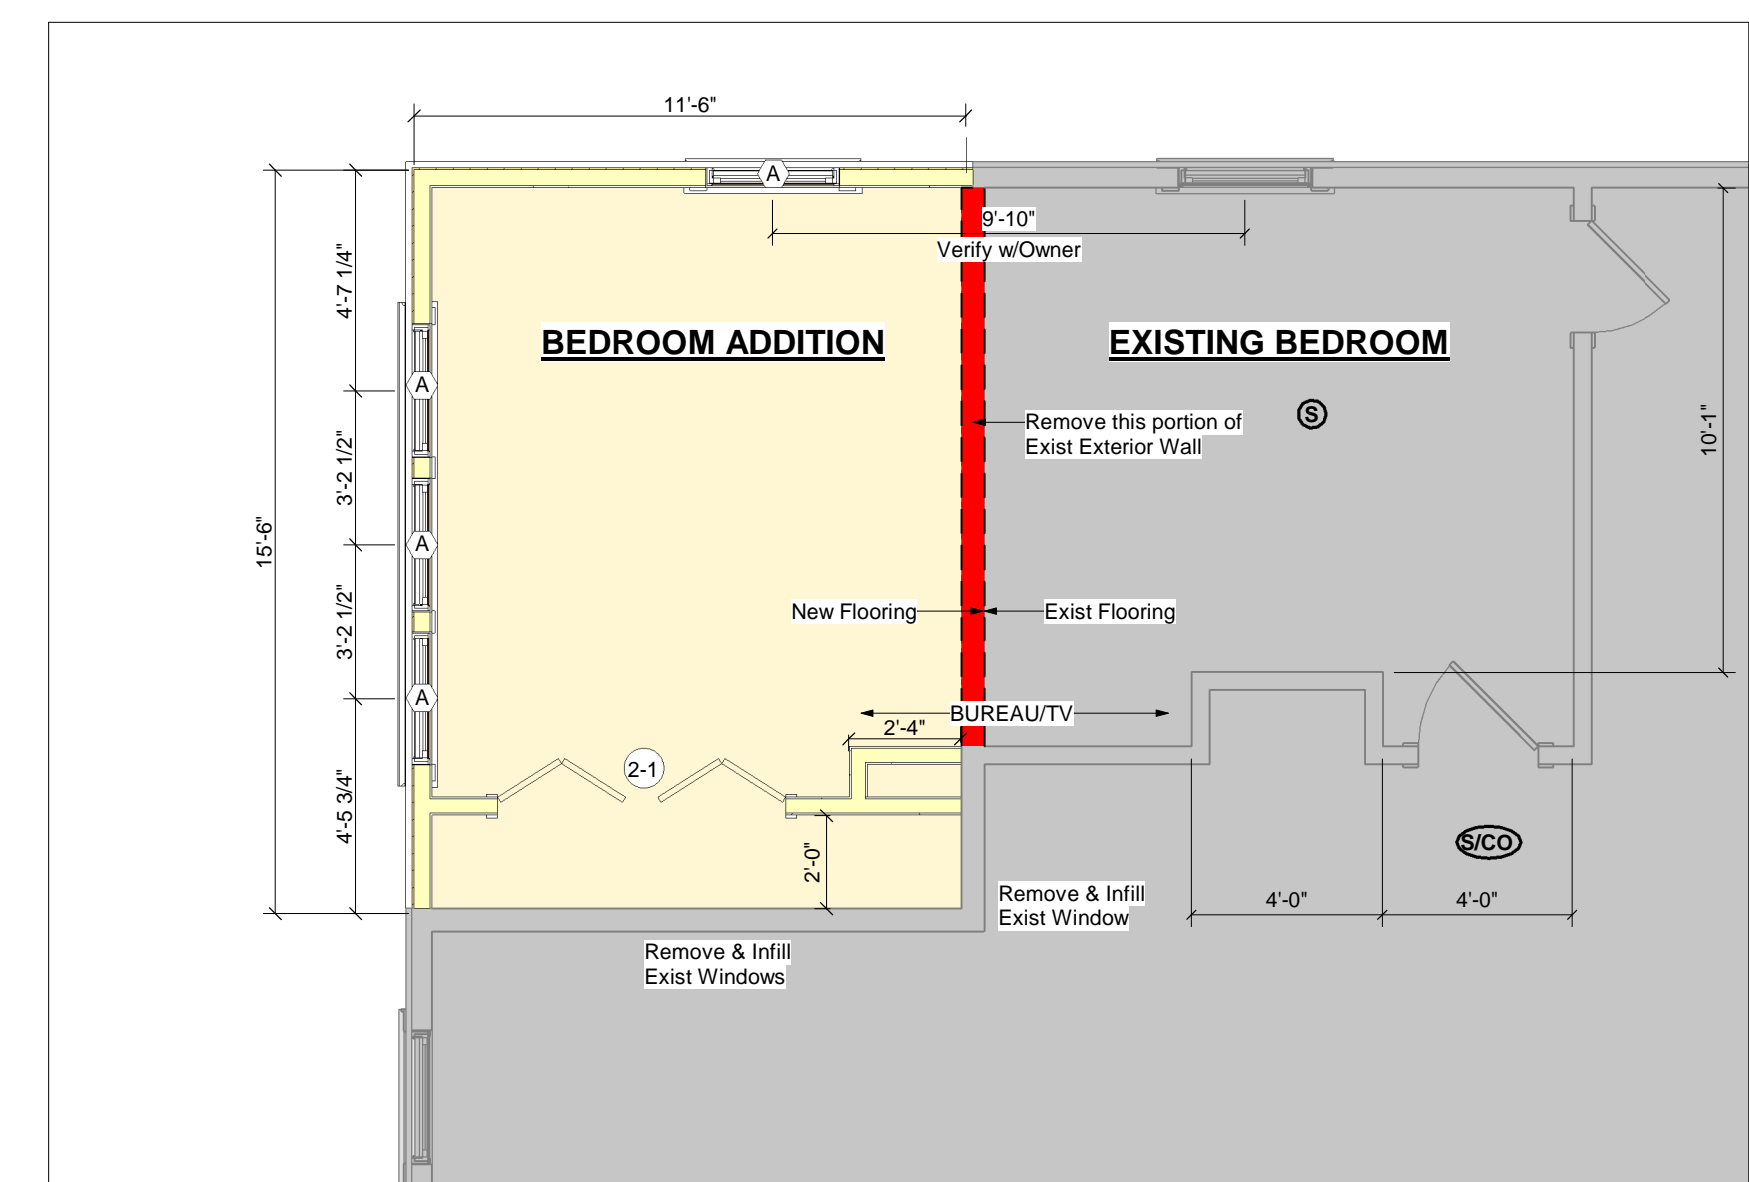 11'-6"
A
9'-10"
Verify w/Owner
4'-7 1/4"
BEDROOM ADDITION
EXISTING BEDROOM
A
S
Remove this portion of
Exist Exterior Wall
10'-1"
3'-2 1/2"
15'-6"
A
New Flooring
Exist Flooring
3'-2 1/2"
A
BUREAU/TV
2'-4"
2-1
4'-5 3/4"
2'-0"
S/CO
Remove & Infill
Exist Window
4'-0"
4'-0"
Remove & Infill
Exist Windows